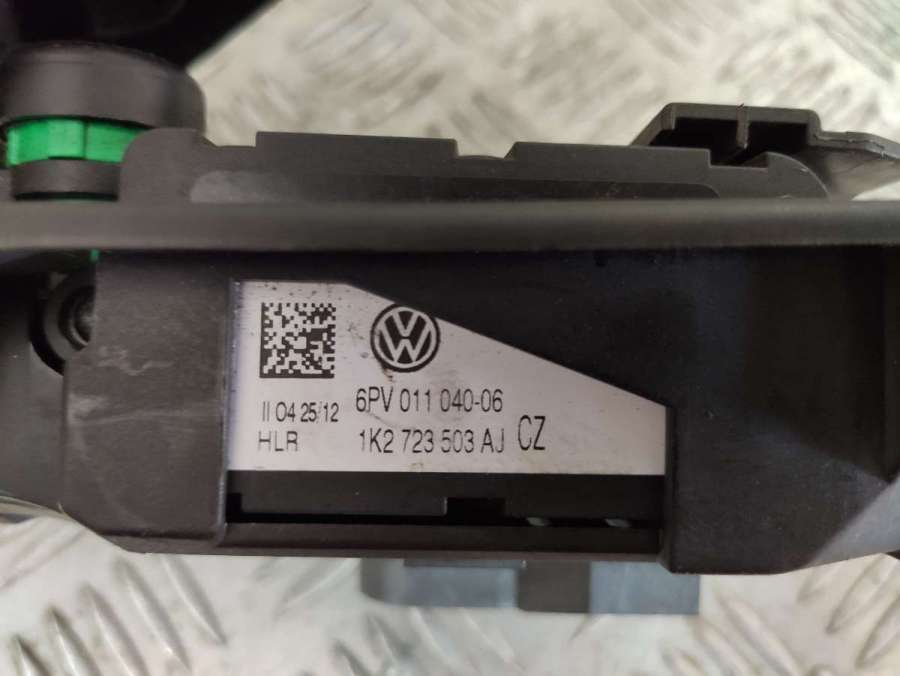 6PV 011 040-06
II 04 25/12
HLR 1K2 723 503 AJ CZ